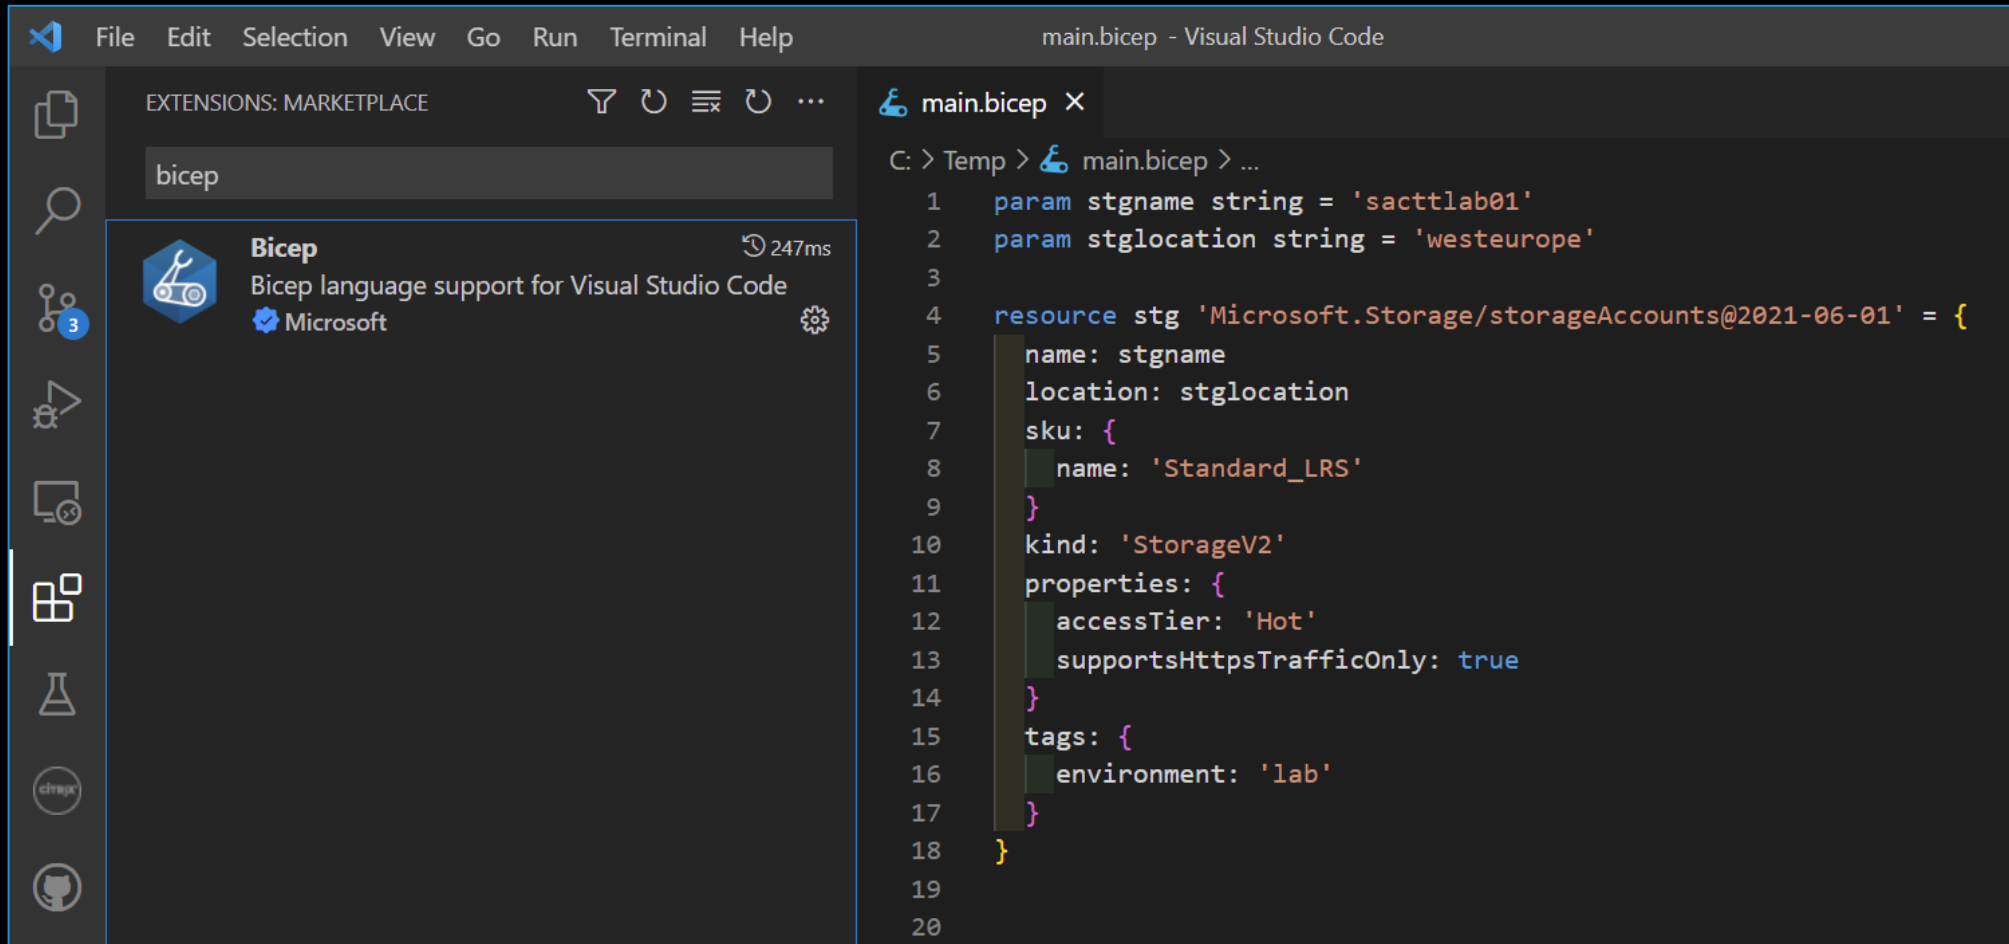 File Edit Selection View Go Run Terminal Help main.bicep - Visual Studio Code
EXTENSIONS: MARKETPLACE
bicep
Bicep 247ms
Bicep language support for Visual Studio Code
Microsoft
3
citrix
main.bicep
C: > Temp > main.bicep > ...
1 param stgname string = 'sacttlab01'
2 param stglocation string = 'westeurope'
3
4 resource stg 'Microsoft.Storage/storageAccounts@2021-06-01' = {
5 name: stgname
6 location: stglocation
7 sku: {
8 name: 'Standard_LRS'
9 }
10 kind: 'StorageV2'
11 properties: {
12 accessTier: 'Hot'
13 supportsHttpsTrafficOnly: true
14 }
15 tags: {
16 environment: 'lab'
17 }
18 }
19
20